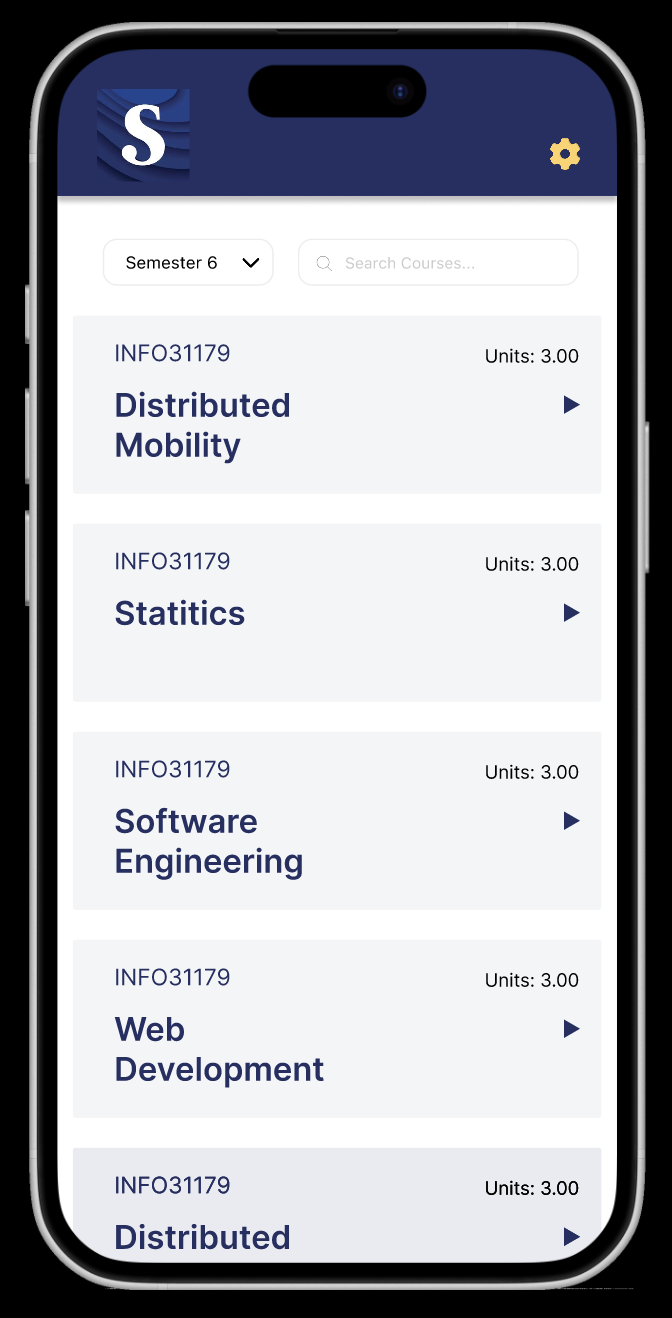 S
Semester 6
Search Courses...
INFO31179
Units: 3.00
Distributed
Mobility
INFO31179
Units: 3.00
Statitics
INFO31179
Units: 3.00
Software
Engineering
INFO31179
Units: 3.00
Web
Development
INFO31179
Units: 3.00
Distributed